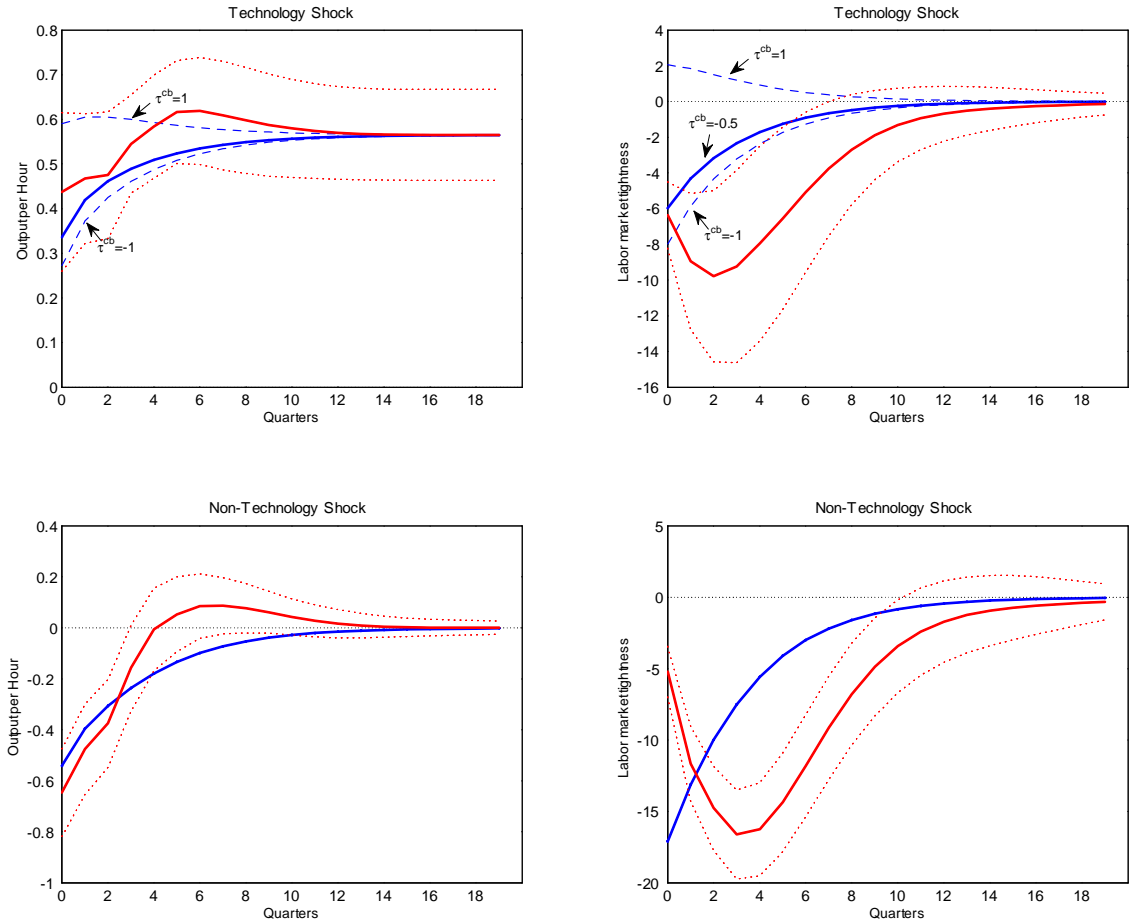 Technology Shock
0.8
0.7
0.6
0.5
0.4
0.3
0.2
0.1
0
Outputper Hour
τcb=1
τcb=-1
0 2 4 6 8 10 12 14 16 18
Quarters
Technology Shock
4
2
0
-2
-4
-6
-8
-10
-12
-14
-16
Labor markettightness
τcb=1
τcb=-0.5
τcb=-1
0 2 4 6 8 10 12 14 16 18
Quarters
Non-Technology Shock
0.4
0.2
0
-0.2
-0.4
-0.6
-0.8
-1
Outputper Hour
0 2 4 6 8 10 12 14 16 18
Quarters
Non-Technology Shock
5
0
-5
-10
-15
-20
Labor markettightness
0 2 4 6 8 10 12 14 16 18
Quarters